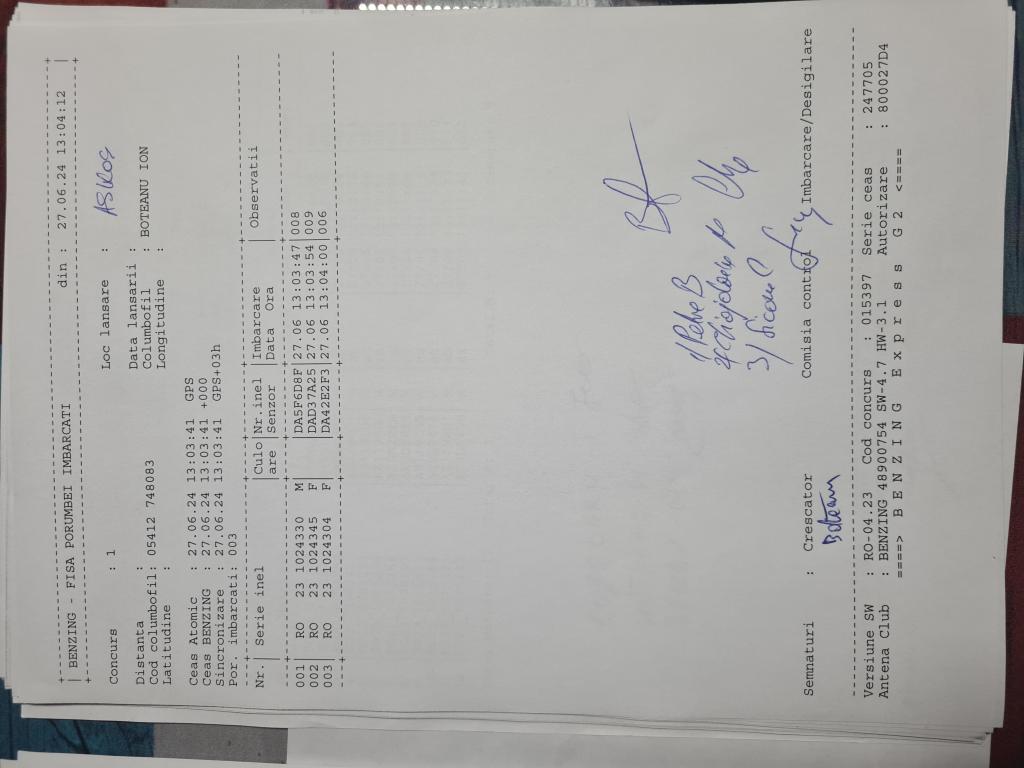 +---------------------------------------------------------+
| BENZING - FISA PORUMBEI IMBARCATI din : 27.06.24 13:04:12 |
+---------------------------------------------------------+
Concurs : 1 Loc lansare :
Distanta : Data lansarii :
Cod columbofil: 05412 748083 Columbofil : BOTEANU ION
Latitudine : Longitudine :
Ceas Atomic : 27.06.24 13:03:41 GPS
Ceas BENZING : 27.06.24 13:03:41 +000
Sincronizare : 27.06.24 13:03:41 GPS+03h
Por. imbarcati: 003
Nr. | Serie inel |Culo |Nr.inel |Imbarcare | Observatii
| |are |Senzor |Data Ora |
001| RO 23 1024330 M | |DA5F6D8F|27.06 13:03:47|008
002| RO 23 1024345 F | |DAD37A25|27.06 13:03:54|009
003| RO 23 1024304 F | |DA42E2F3|27.06 13:04:00|006
1/ Petre B
3/
Semnaturi : Crescator Comisia control Imbarcare/Desigilare
Boteanu
Versiune SW : RO-04.23 Cod concurs : 015397 Serie ceas : 247705
Antena Club : BENZING 48900754 SW-4.7 HW-3.1 Autorizare : 800027D4
====> B E N Z I N G E x p r e s s G 2 <====